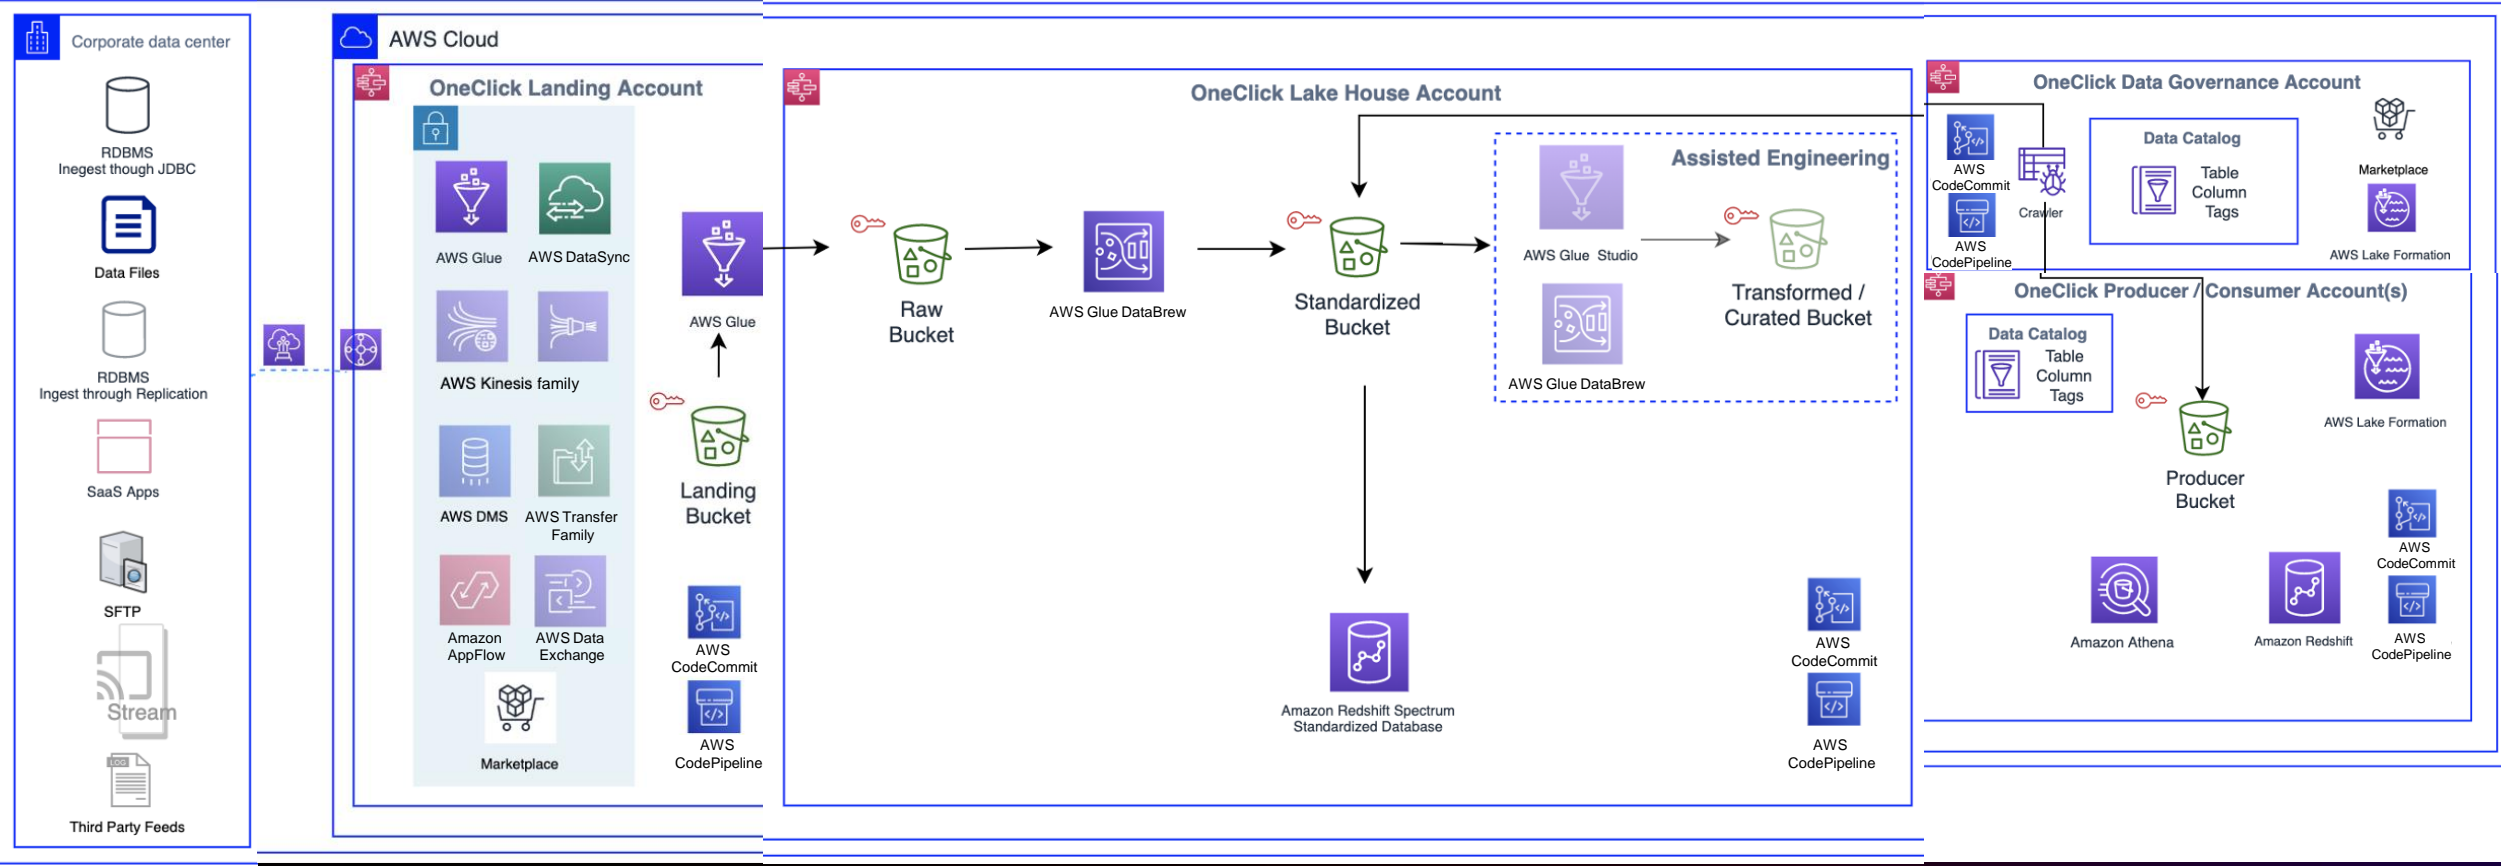 Corporate data center
RDBMS
Inegest though JDBC
Data Files
RDBMS
Ingest through Replication
SaaS Apps
SFTP
Stream
LOG
Third Party Feeds
AWS Cloud
OneClick Landing Account
AWS Glue
AWS DataSync
AWS Kinesis family
AWS DMS
AWS Transfer
Family
Amazon
AppFlow
AWS Data
Exchange
Marketplace
AWS Glue
Landing
Bucket
AWS
CodeCommit
AWS
CodePipeline
OneClick Lake House Account
Raw
Bucket
AWS Glue DataBrew
Standardized
Bucket
Assisted Engineering
AWS Glue Studio
AWS Glue DataBrew
Transformed /
Curated Bucket
Amazon Redshift Spectrum
Standardized Database
AWS
CodeCommit
AWS
CodePipeline
OneClick Data Governance Account
AWS
CodeCommit
AWS
CodePipeline
Crawler
Data Catalog
Table
Column
Tags
Marketplace
AWS Lake Formation
OneClick Producer / Consumer Account(s)
Data Catalog
Table
Column
Tags
Producer
Bucket
AWS Lake Formation
Amazon Athena
Amazon Redshift
AWS
CodeCommit
AWS
CodePipeline